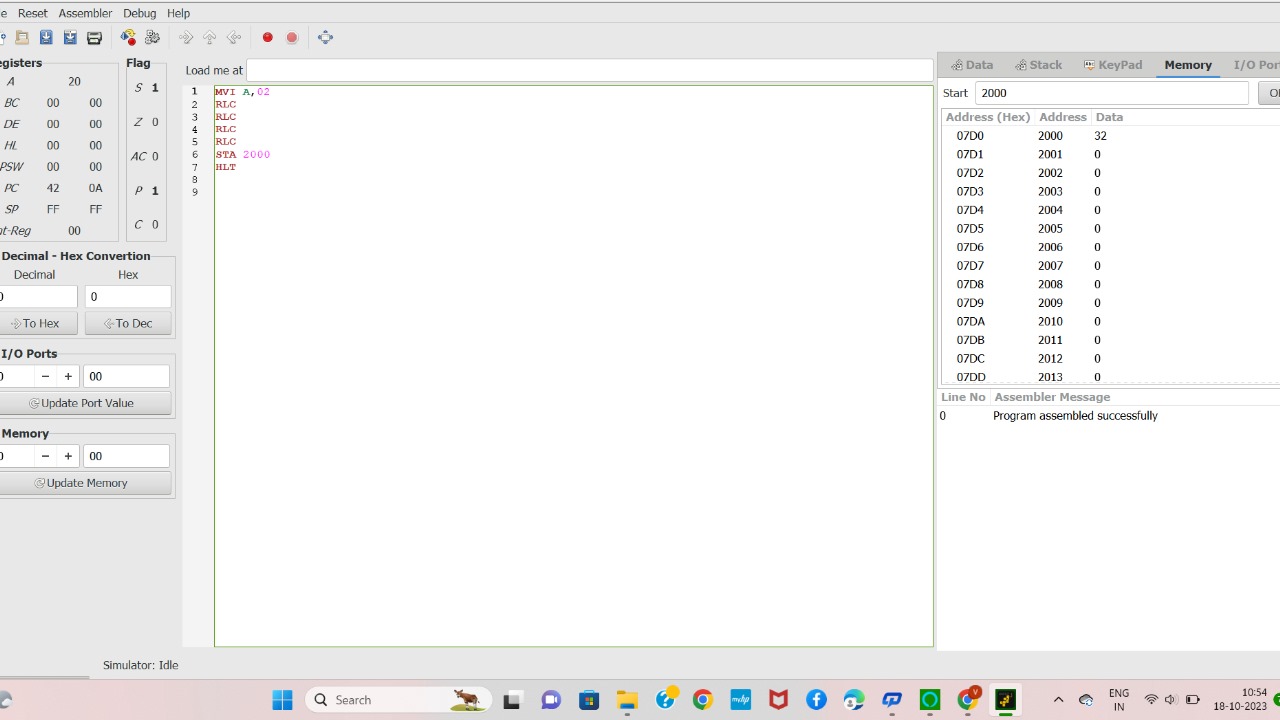 e Reset Assembler Debug Help
egisters
A 20
BC 00 00
DE 00 00
HL 00 00
PSW 00 00
PC 42 0A
SP FF FF
nt-Reg 00
Flag
S 1
Z 0
AC 0
P 1
C 0
Decimal - Hex Convertion
Decimal Hex
0 0
To Hex To Dec
I/O Ports
0 − + 00
Update Port Value
Memory
0 − + 00
Update Memory
Simulator: Idle
Load me at
1 MVI A,02
2 RLC
3 RLC
4 RLC
5 RLC
6 STA 2000
7 HLT
8
9
Data Stack KeyPad Memory I/O Por
Start 2000 O
Address (Hex) Address Data
07D0 2000 32
07D1 2001 0
07D2 2002 0
07D3 2003 0
07D4 2004 0
07D5 2005 0
07D6 2006 0
07D7 2007 0
07D8 2008 0
07D9 2009 0
07DA 2010 0
07DB 2011 0
07DC 2012 0
07DD 2013 0
Line No Assembler Message
0 Program assembled successfully
Search
ENG
IN
10:54
18-10-2023